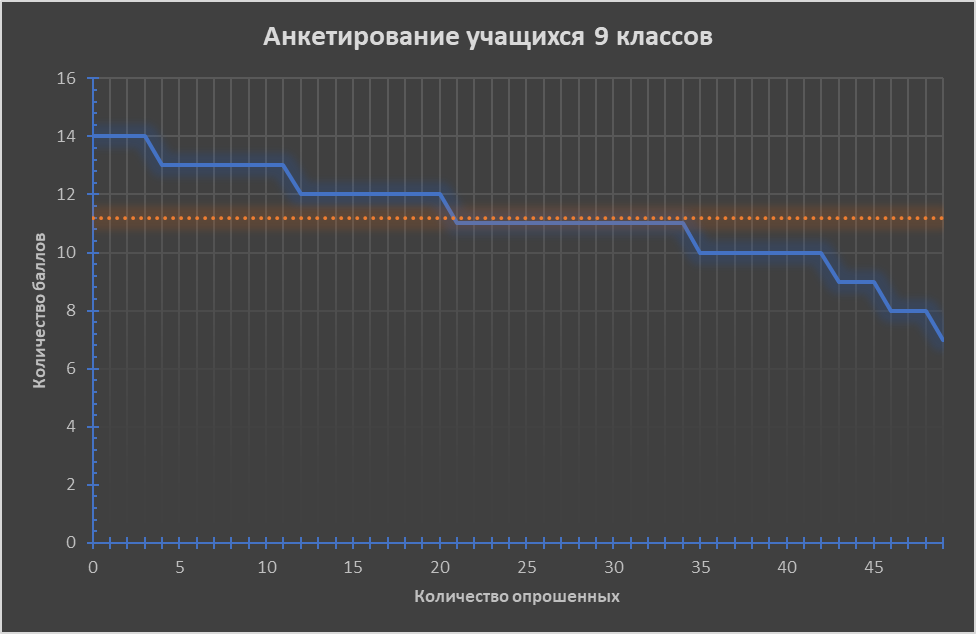 Анкетирование учащихся 9 классов
16
14
12
10
8
6
4
2
0
Количество баллов
0 5 10 15 20 25 30 35 40 45
Количество опрошенных